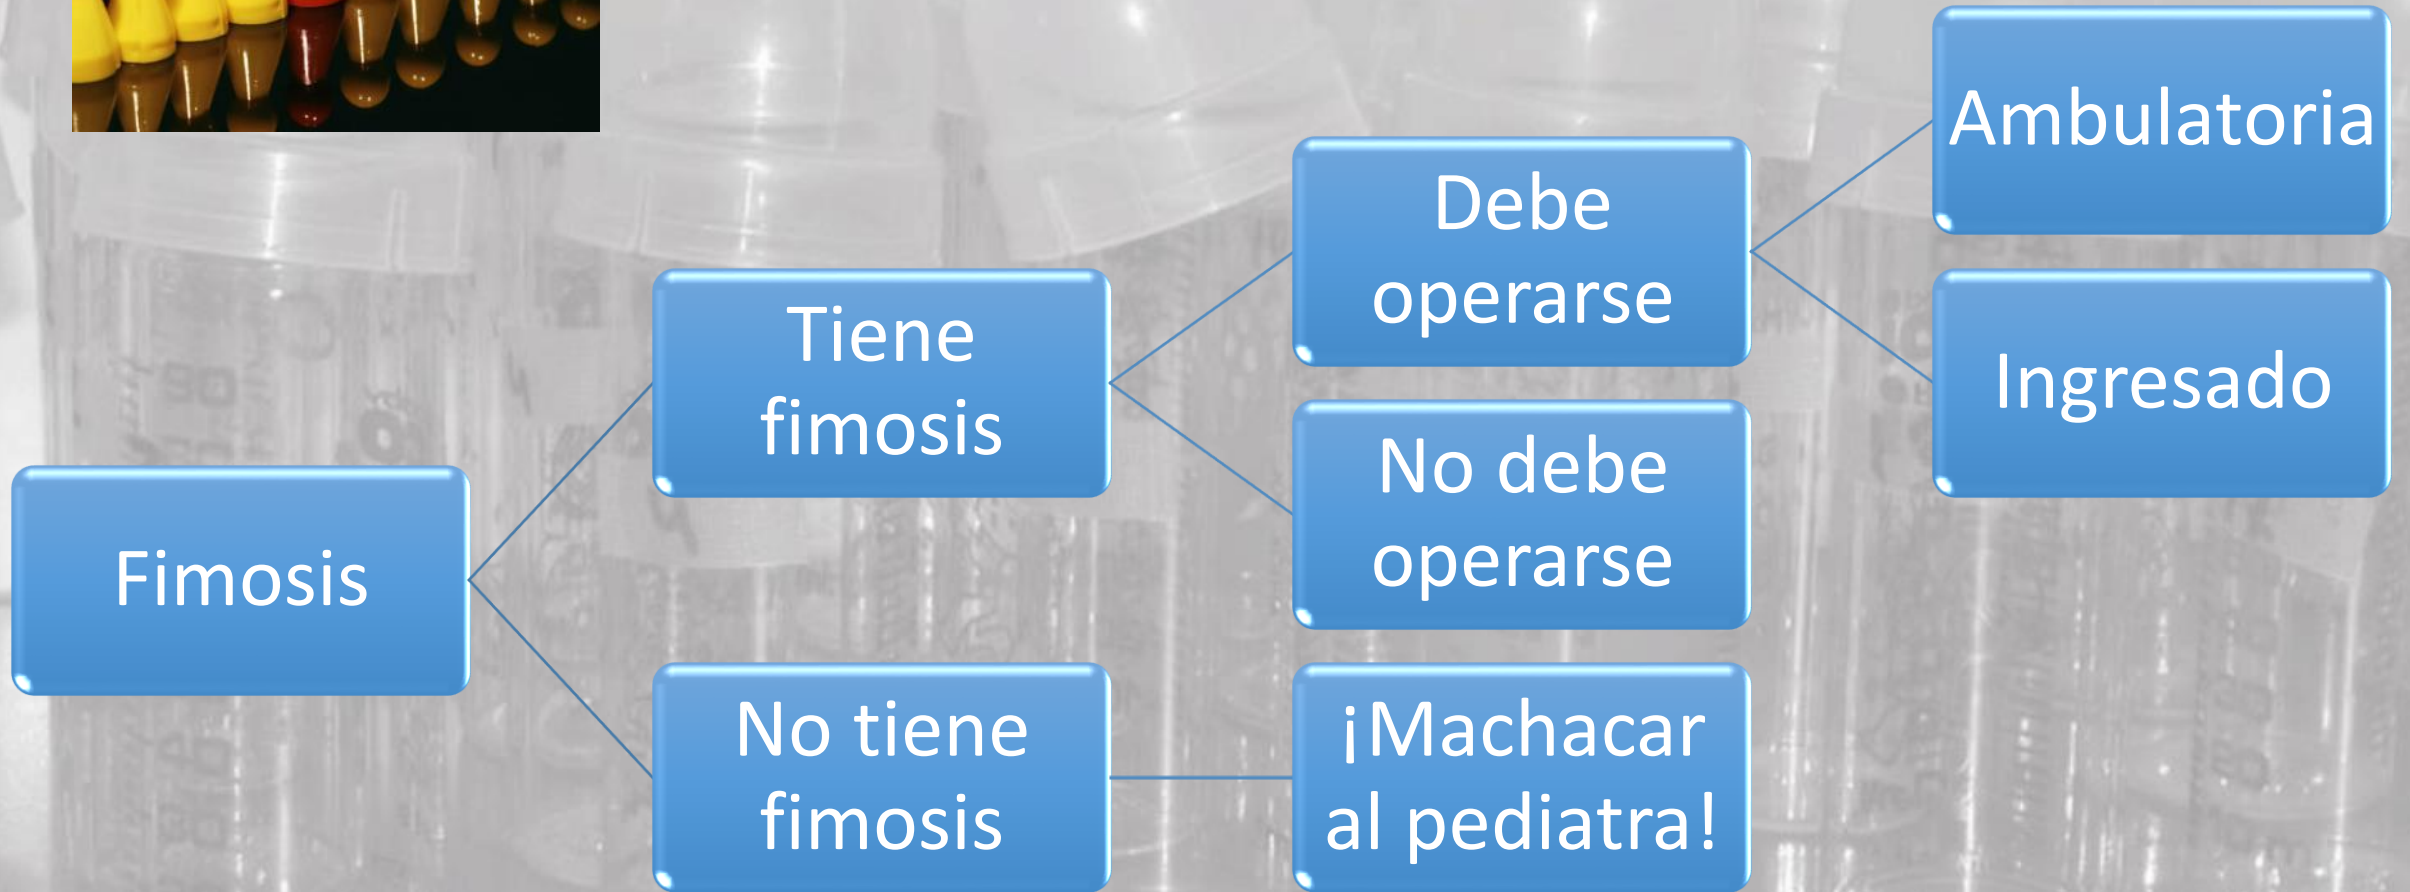 Fimosis
Tiene
fimosis
No tiene
fimosis
Debe
operarse
No debe
operarse
¡Machacar
al pediatra!
Ambulatoria
Ingresado